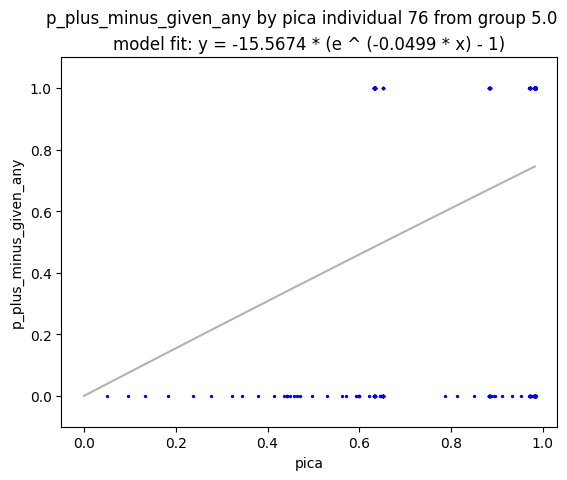 p_plus_minus_given_any by pica individual 76 from group 5.0
model fit: y = -15.5674 * (e ^ (-0.0499 * x) - 1)
1.0
0.8
0.6
0.4
0.2
0.0
p_plus_minus_given_any
0.0 0.2 0.4 0.6 0.8 1.0
pica